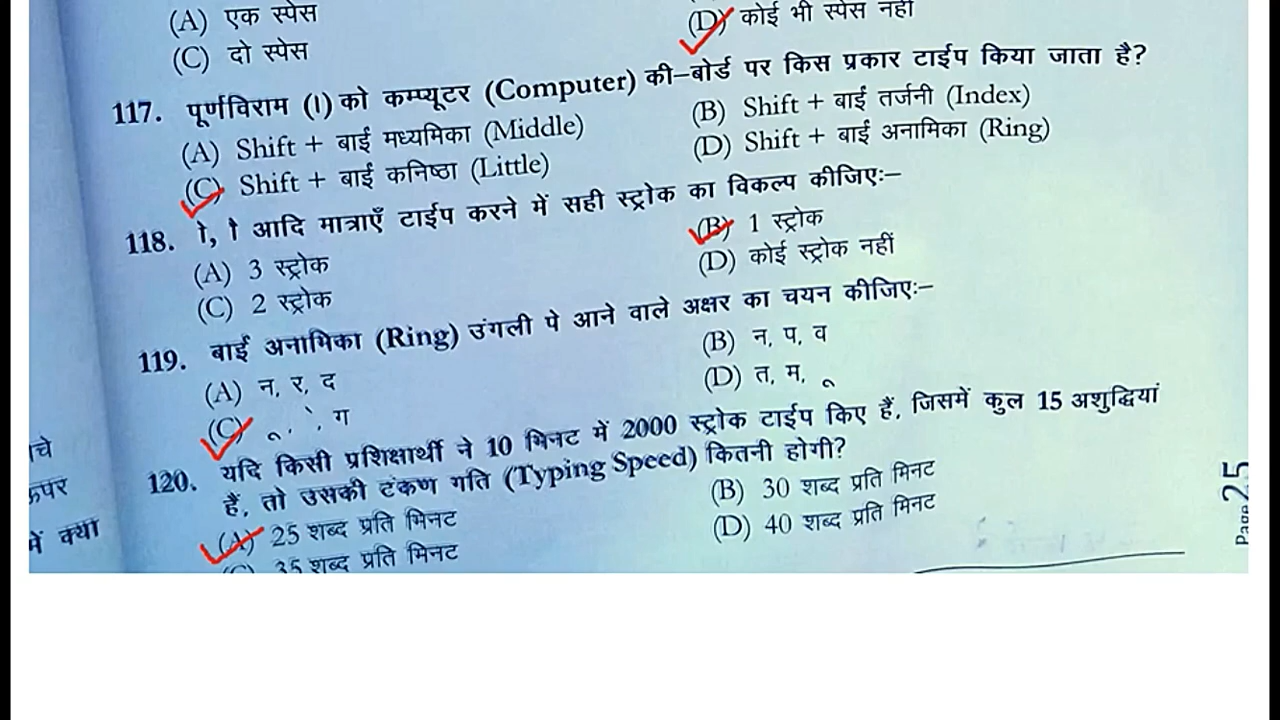 (A) एक स्पेस
(D) कोई भी स्पेस नहीं
(C) दो स्पेस
117. पूर्णविराम (।) को कम्प्यूटर (Computer) की-बोर्ड पर किस प्रकार टाईप किया जाता है?
(A) Shift + बाई मध्यमिका (Middle)
(B) Shift + बाई तर्जनी (Index)
(C) Shift + बाई कनिष्ठा (Little)
(D) Shift + बाई अनामिका (Ring)
118. ो, ै आदि मात्राएँ टाईप करने में सही स्ट्रोक का विकल्प कीजिए:-
(A) 3 स्ट्रोक
(B) 1 स्ट्रोक
(C) 2 स्ट्रोक
(D) कोई स्ट्रोक नहीं
119. बाई अनामिका (Ring) उंगली पे आने वाले अक्षर का चयन कीजिए:-
(A) न, र, द
(B) न, प, व
(C) ू, े, ग
(D) त, म, ू
120. यदि किसी प्रशिक्षार्थी ने 10 मिनट में 2000 स्ट्रोक टाईप किए हैं, जिसमें कुल 15 अशुद्धियां
हैं, तो उसकी टंकण गति (Typing Speed) कितनी होगी?
(A) 25 शब्द प्रति मिनट
(B) 30 शब्द प्रति मिनट
(C) 35 शब्द प्रति मिनट
(D) 40 शब्द प्रति मिनट
में क्या
Page 25